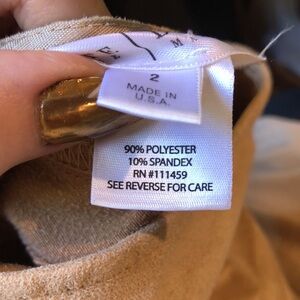 2
MADE IN
U.S.A.
90% POLYESTER
10% SPANDEX
RN #111459
SEE REVERSE FOR CARE